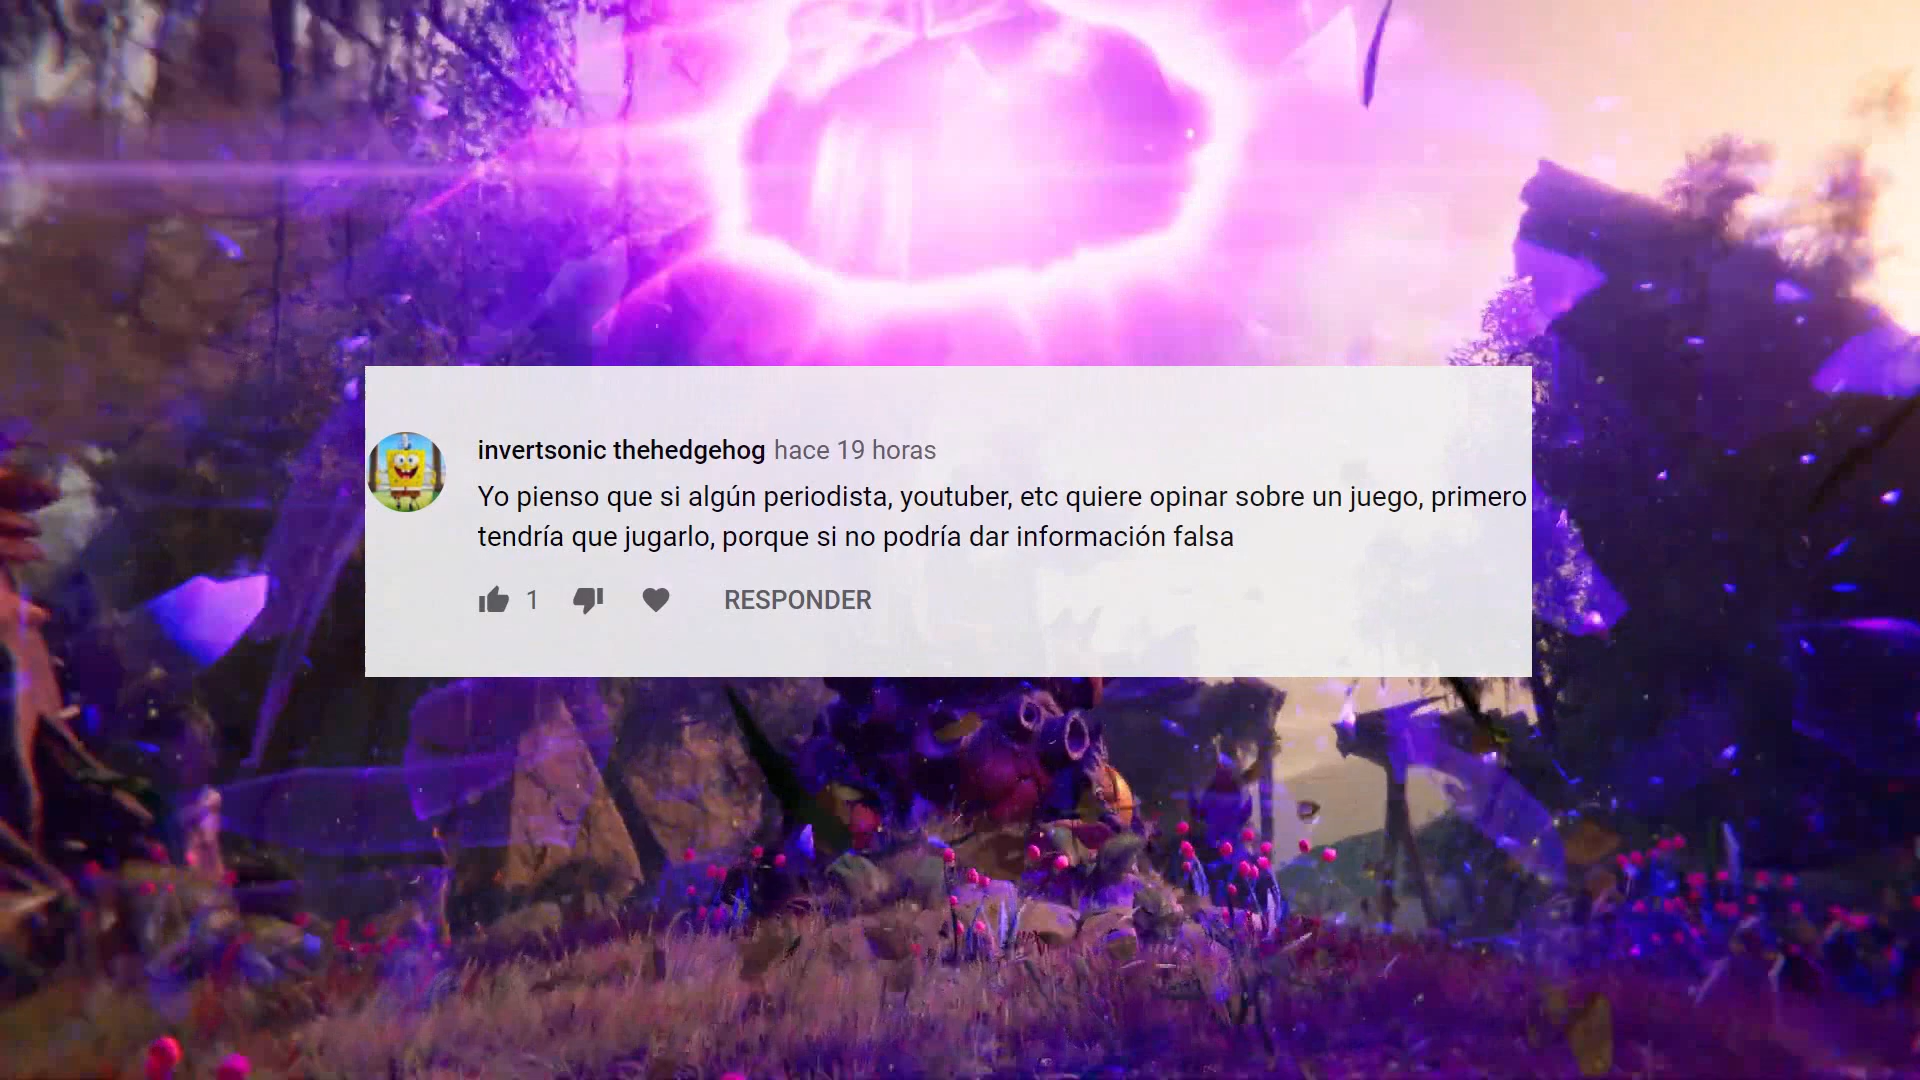 invertsonic thehedgehog hace 19 horas
Yo pienso que si algún periodista, youtuber, etc quiere opinar sobre un juego, primero
tendría que jugarlo, porque si no podría dar información falsa
1 RESPONDER